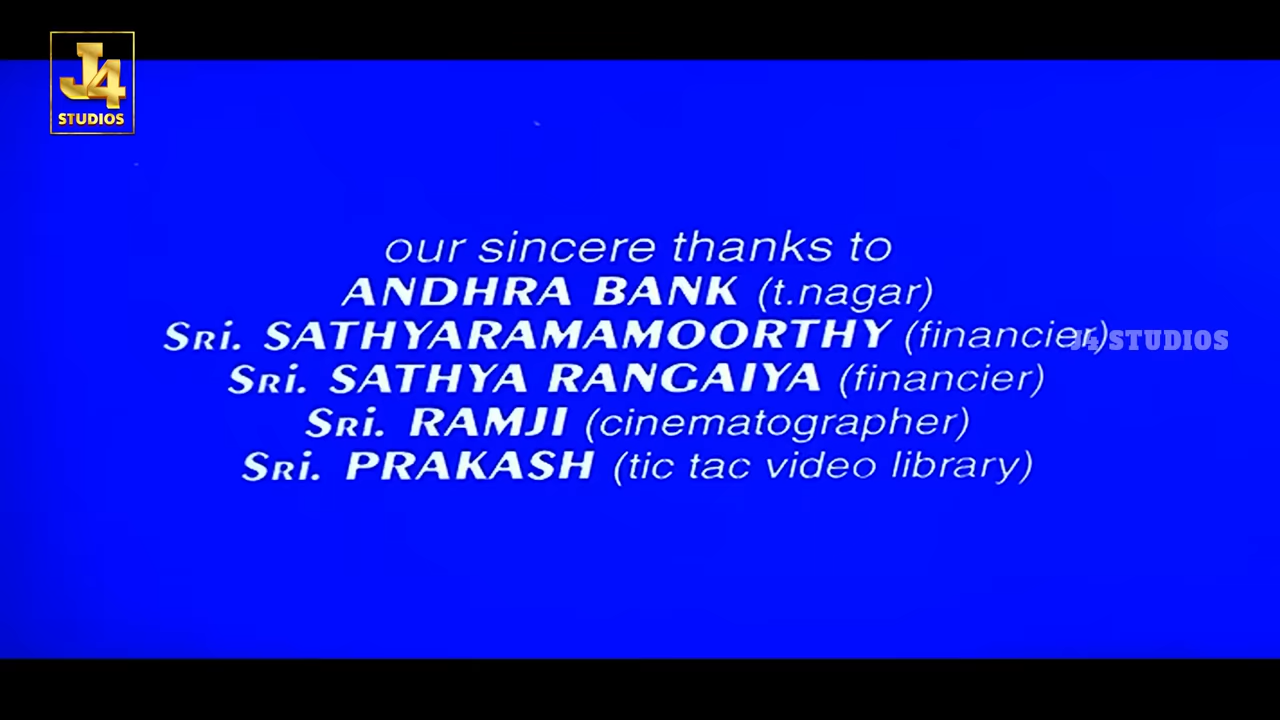 J4
STUDIOS
our sincere thanks to
ANDHRA BANK (t.nagar)
SRi. SATHYARAMAMOORTHY (financier)
J4 STUDIOS
SRi. SATHYA RANGAIYA (financier)
SRi. RAMJI (cinematographer)
SRi. PRAKASH (tic tac video library)